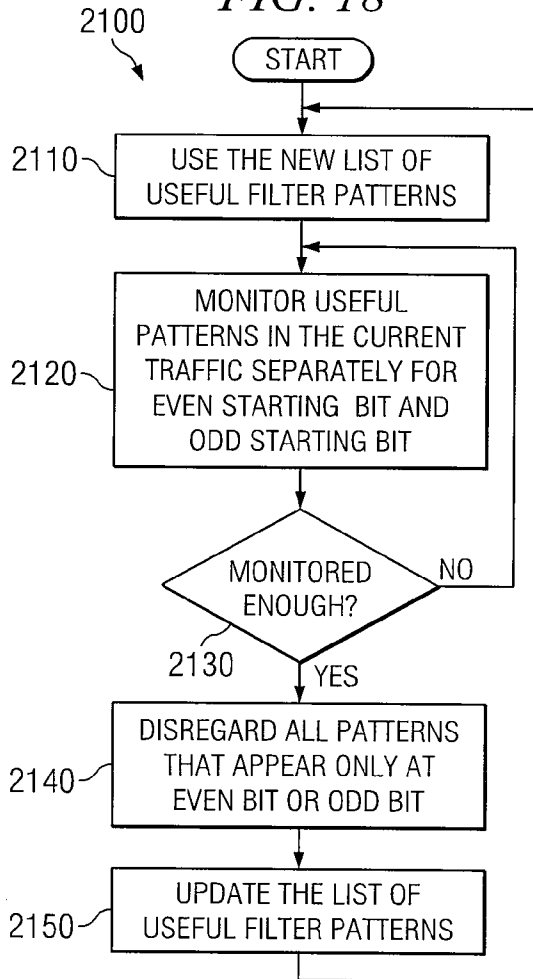 FIG. 18
2100
START
2110
USE THE NEW LIST OF
USEFUL FILTER PATTERNS
2120
MONITOR USEFUL
PATTERNS IN THE CURRENT
TRAFFIC SEPARATELY FOR
EVEN STARTING BIT AND
ODD STARTING BIT
MONITORED
ENOUGH?
NO
2130
YES
2140
DISREGARD ALL PATTERNS
THAT APPEAR ONLY AT
EVEN BIT OR ODD BIT
2150
UPDATE THE LIST OF
USEFUL FILTER PATTERNS